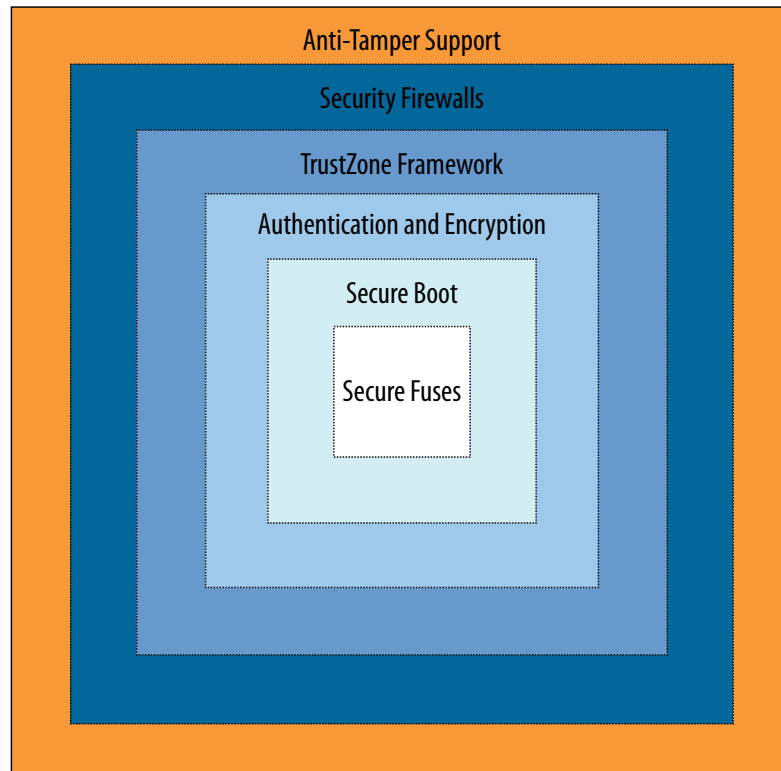 Anti-Tamper Support
Security Firewalls
TrustZone Framework
Authentication and Encryption
Secure Boot
Secure Fuses